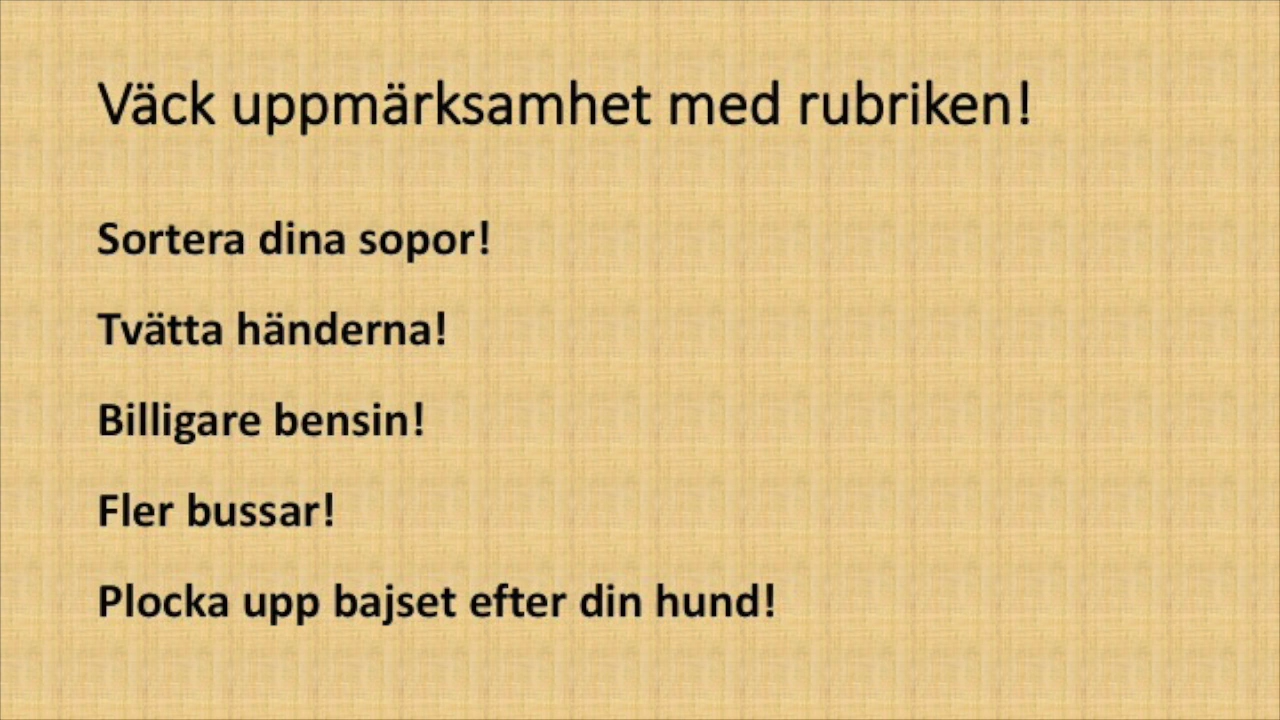 Väck uppmärksamhet med rubriken!
Sortera dina sopor!
Tvätta händerna!
Billigare bensin!
Fler bussar!
Plocka upp bajset efter din hund!